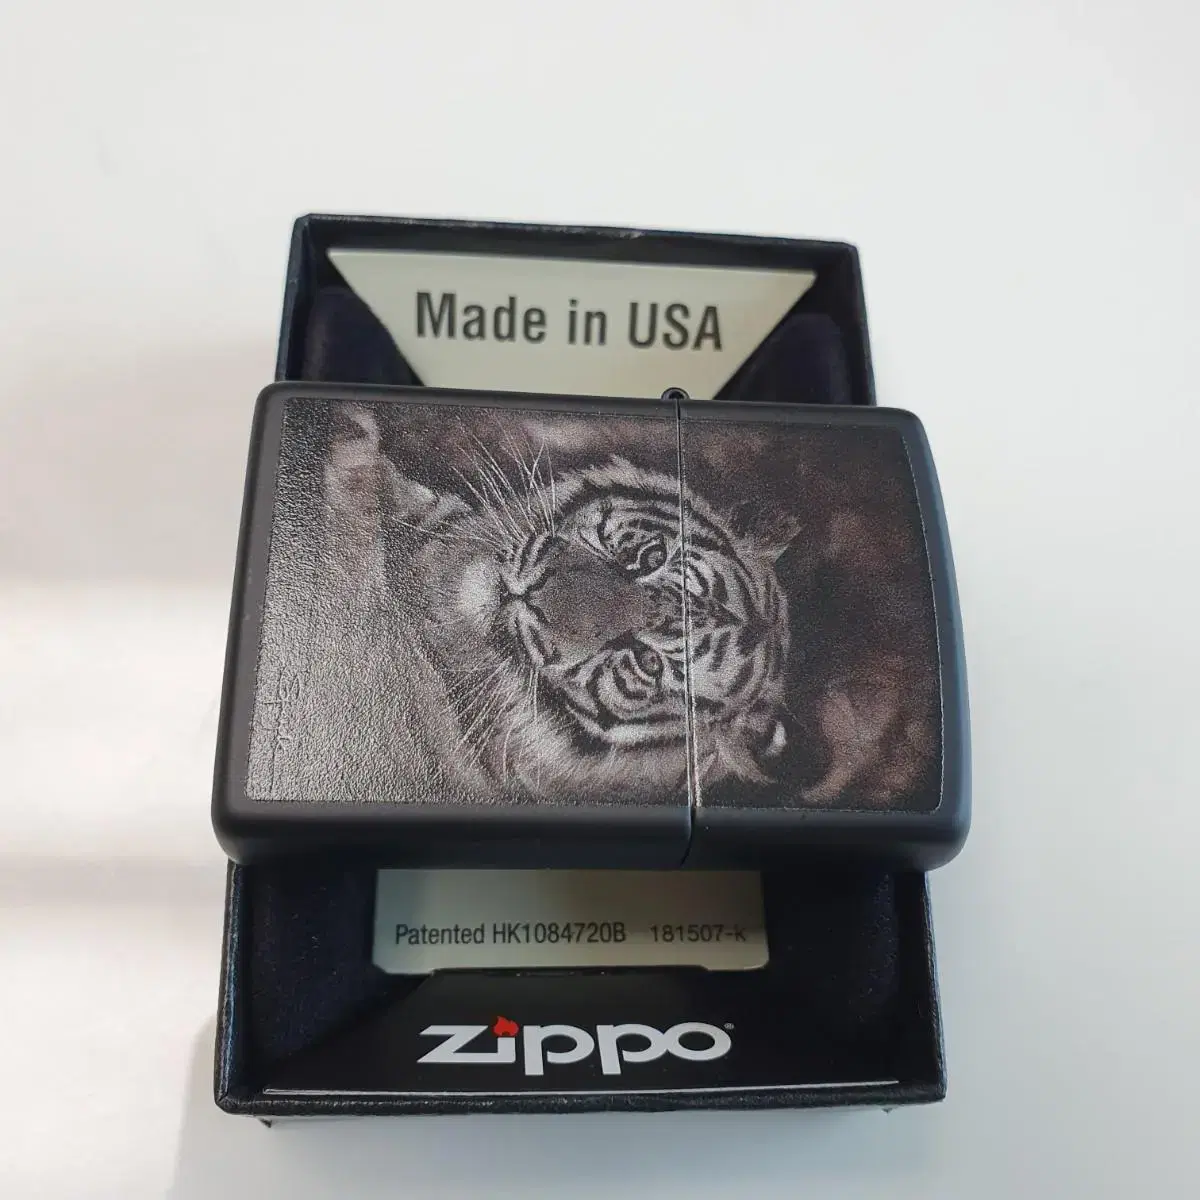 Made in USA
Patented HK1084720B 181507-k
zippo®